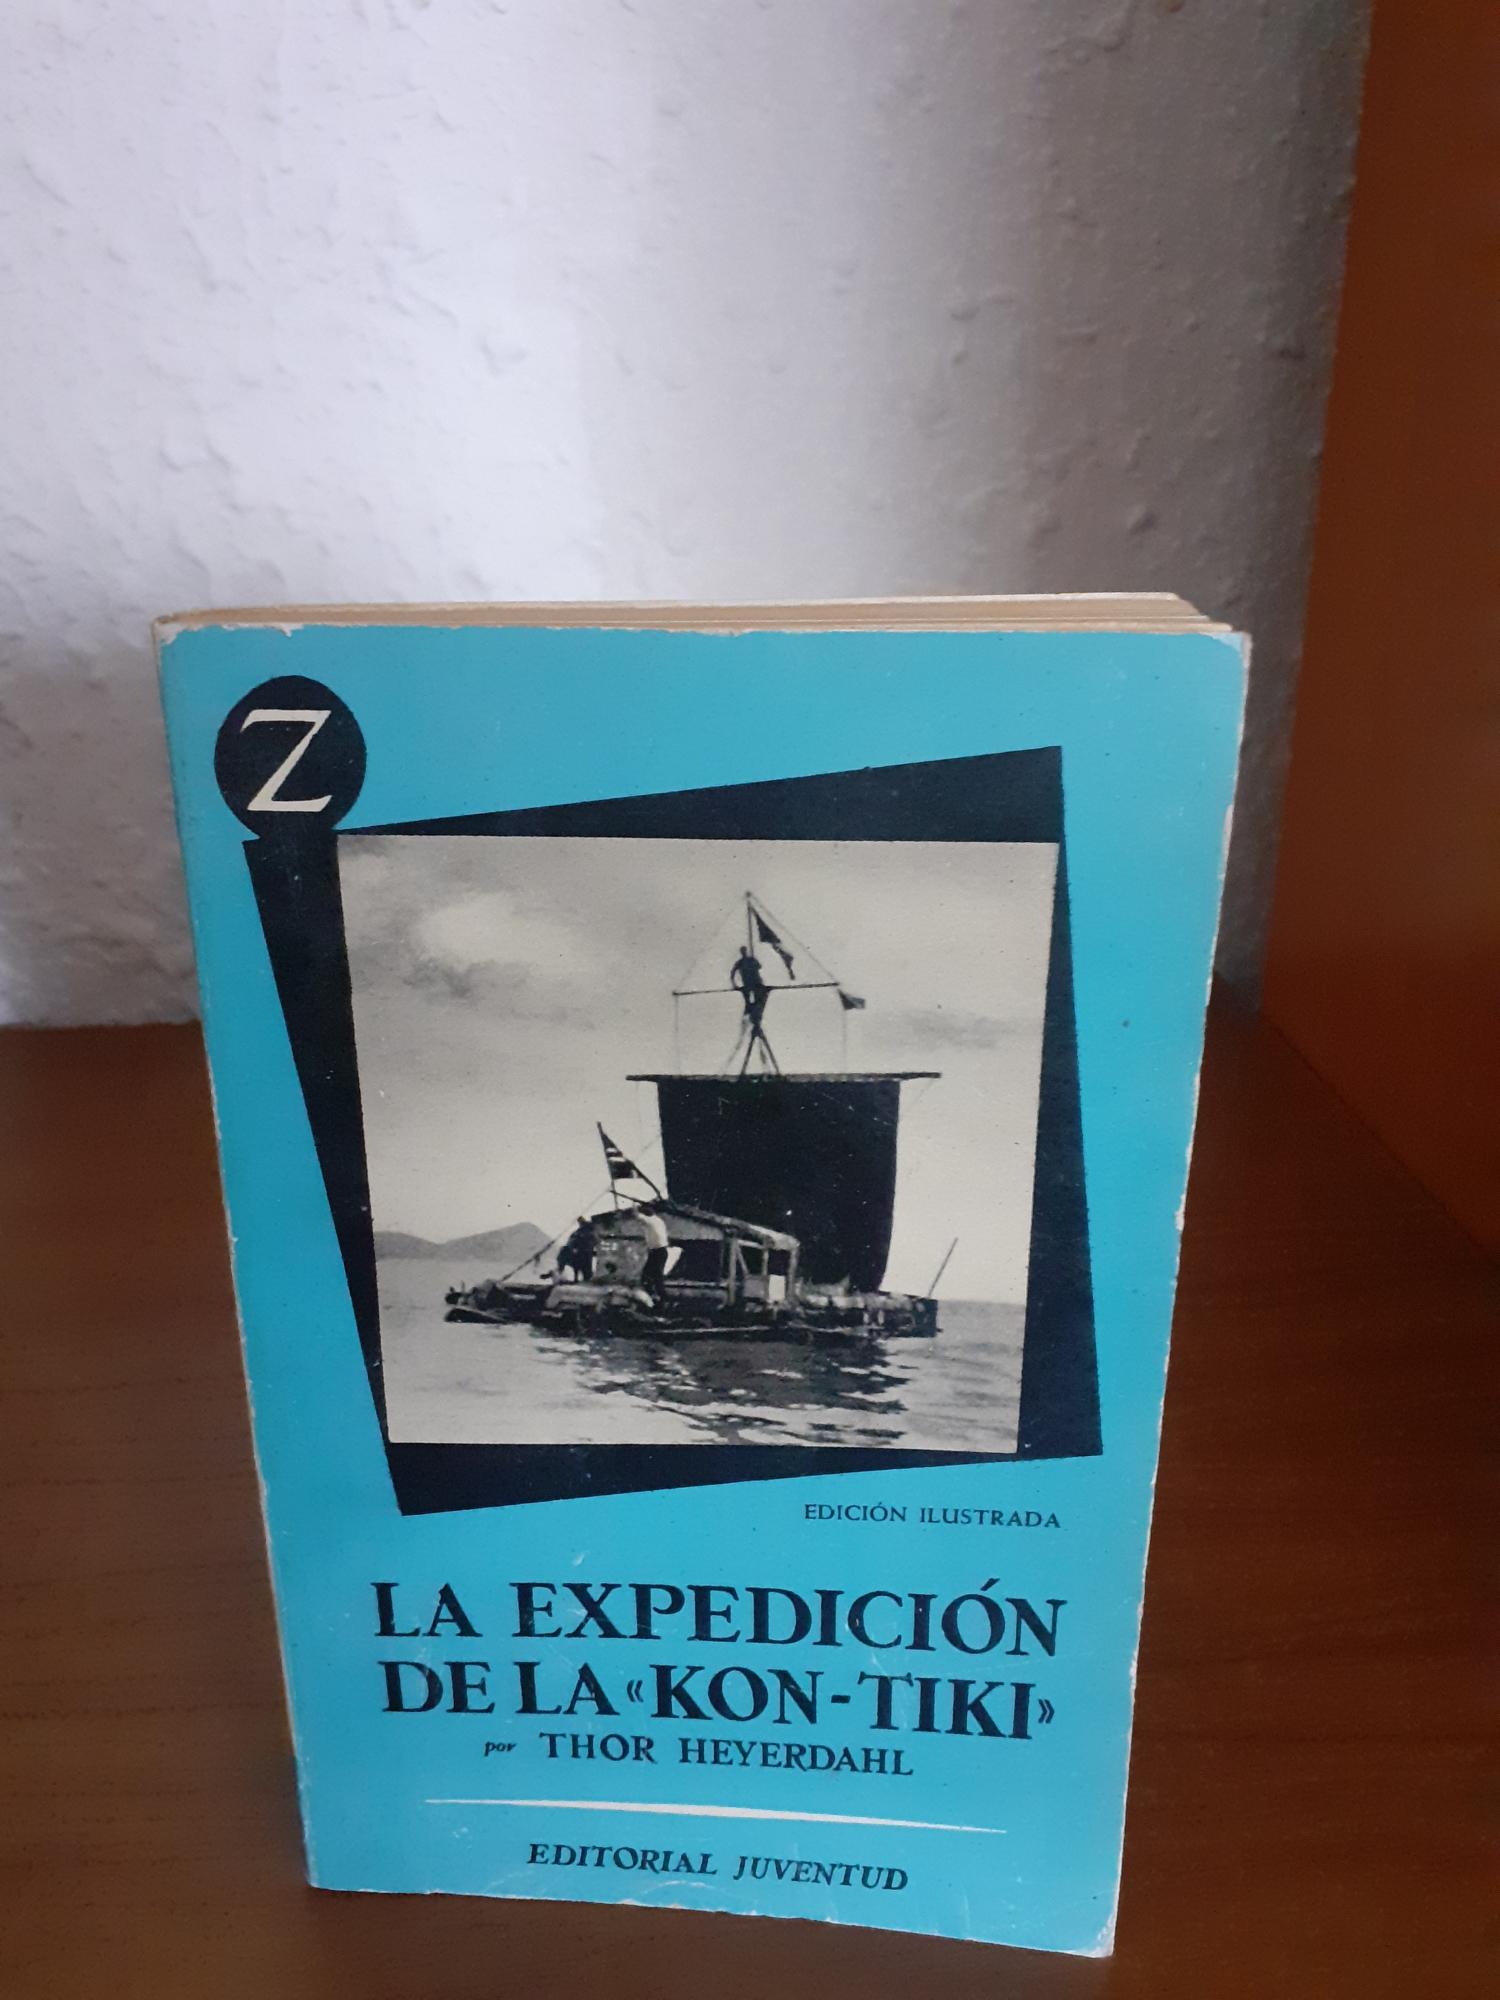 Z
EDICIÓN ILUSTRADA
LA EXPEDICIÓN
DE LA «KON-TIKI»
por THOR HEYERDAHL
EDITORIAL JUVENTUD